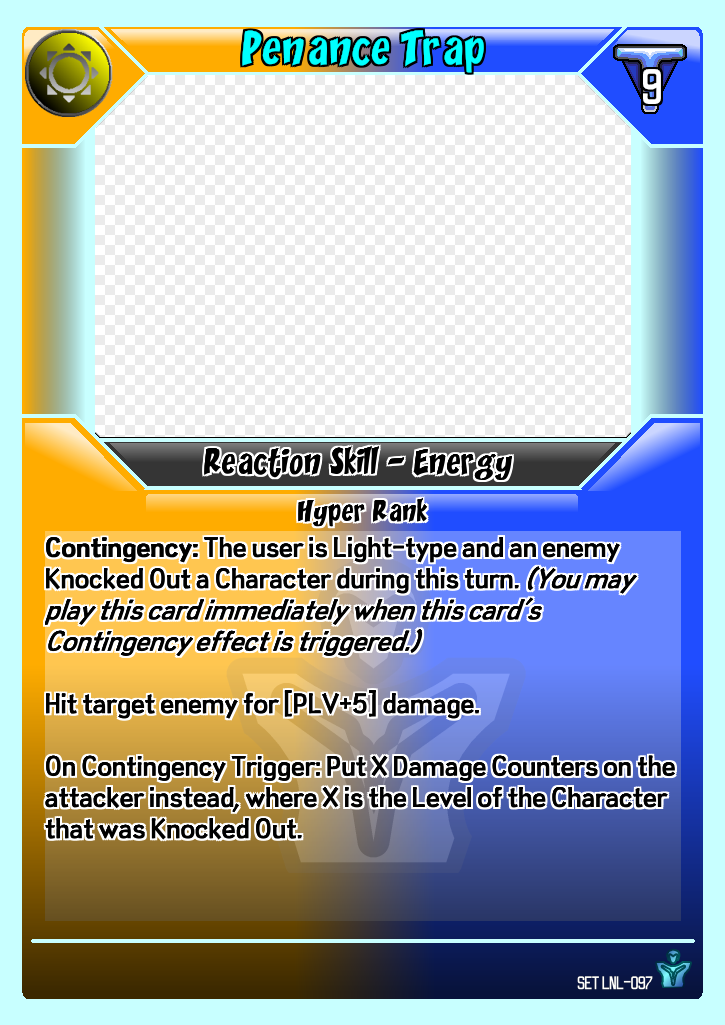 Penance Trap
9
Reaction Skill - Energy
Hyper Rank
Contingency: The user is Light-type and an enemy
Knocked Out a Character during this turn. (You may
play this card immediately when this card's
Contingency effect is triggered.)
Hit target enemy for [PLV+5] damage.
On Contingency Trigger: Put X Damage Counters on the
attacker instead, where X is the Level of the Character
that was Knocked Out.
SET LNL-097